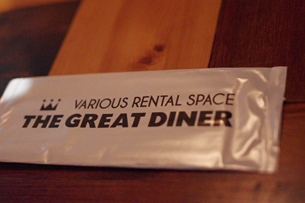 VARIOUS RENTAL SPACE
THE GREAT DINER